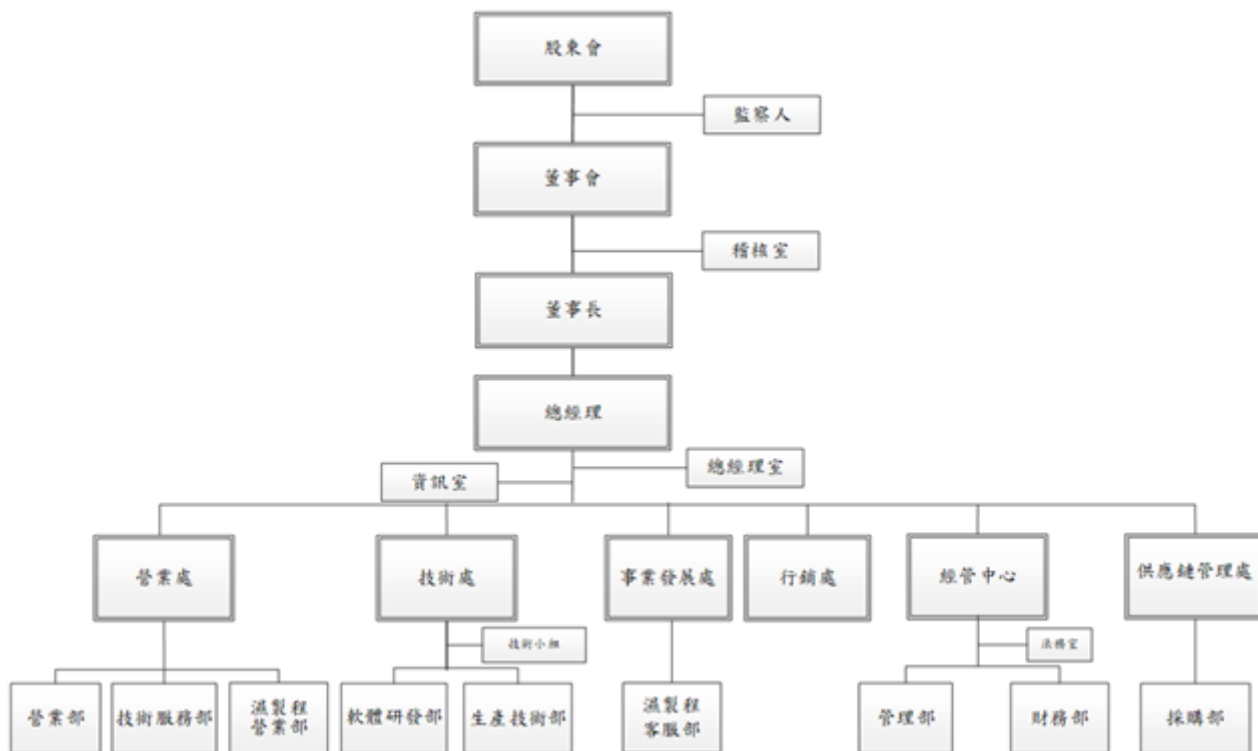 股東會
監察人
董事會
稽核室
董事長
總經理
總經理室
資訊室
營業處
技術處
事業發展處
行銷處
經管中心
供應鏈管理處
技術小組
法務室
營業部
技術服務部
濕製程
營業部
軟體研發部
生產技術部
濕製程
客服部
管理部
財務部
採購部